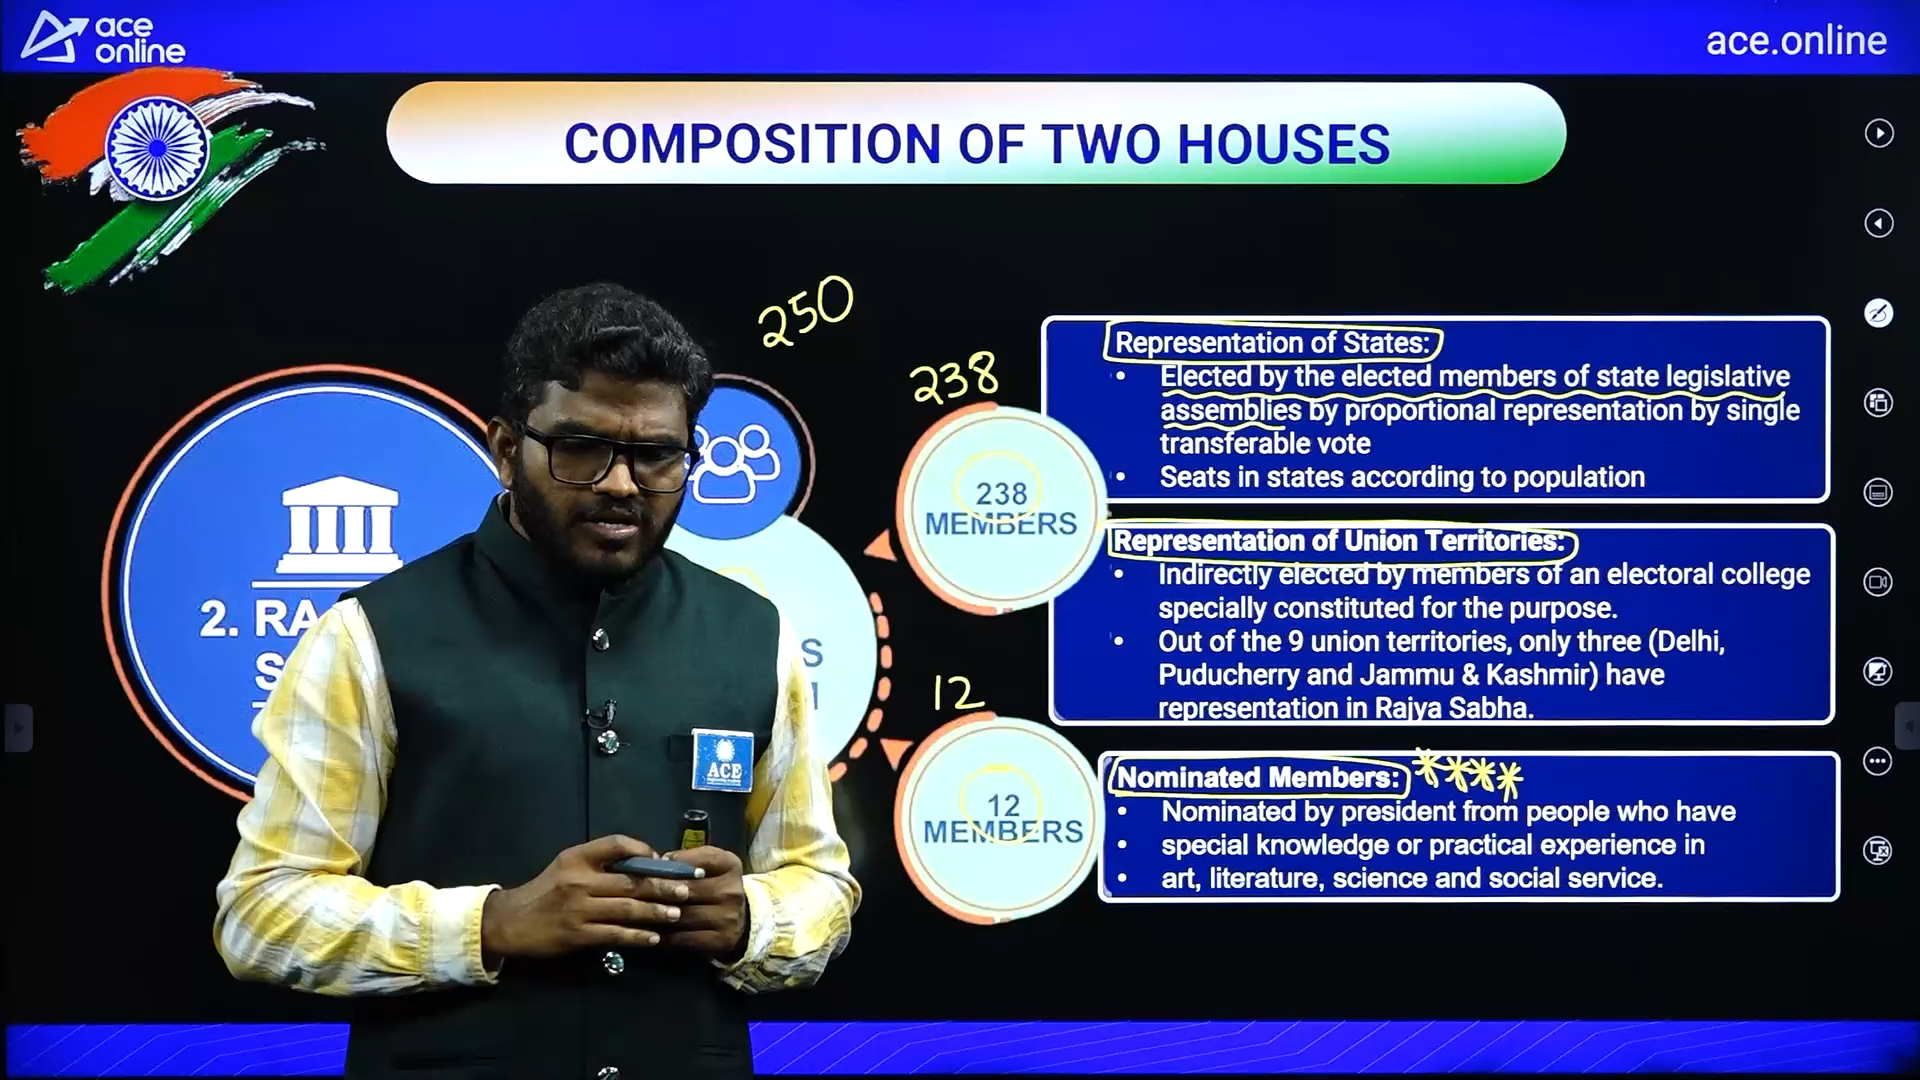 ace
online
ace.online
COMPOSITION OF TWO HOUSES
250
238
Representation of States:
• Elected by the elected members of state legislative
assemblies by proportional representation by single
transferable vote
• Seats in states according to population
238
MEMBERS
Representation of Union Territories:
• Indirectly elected by members of an electoral college
specially constituted for the purpose.
• Out of the 9 union territories, only three (Delhi,
Puducherry and Jammu & Kashmir) have
representation in Rajya Sabha.
2. RA
S
S
12
Nominated Members: ****
• Nominated by president from people who have
• special knowledge or practical experience in
• art, literature, science and social service.
12
MEMBERS
ACE